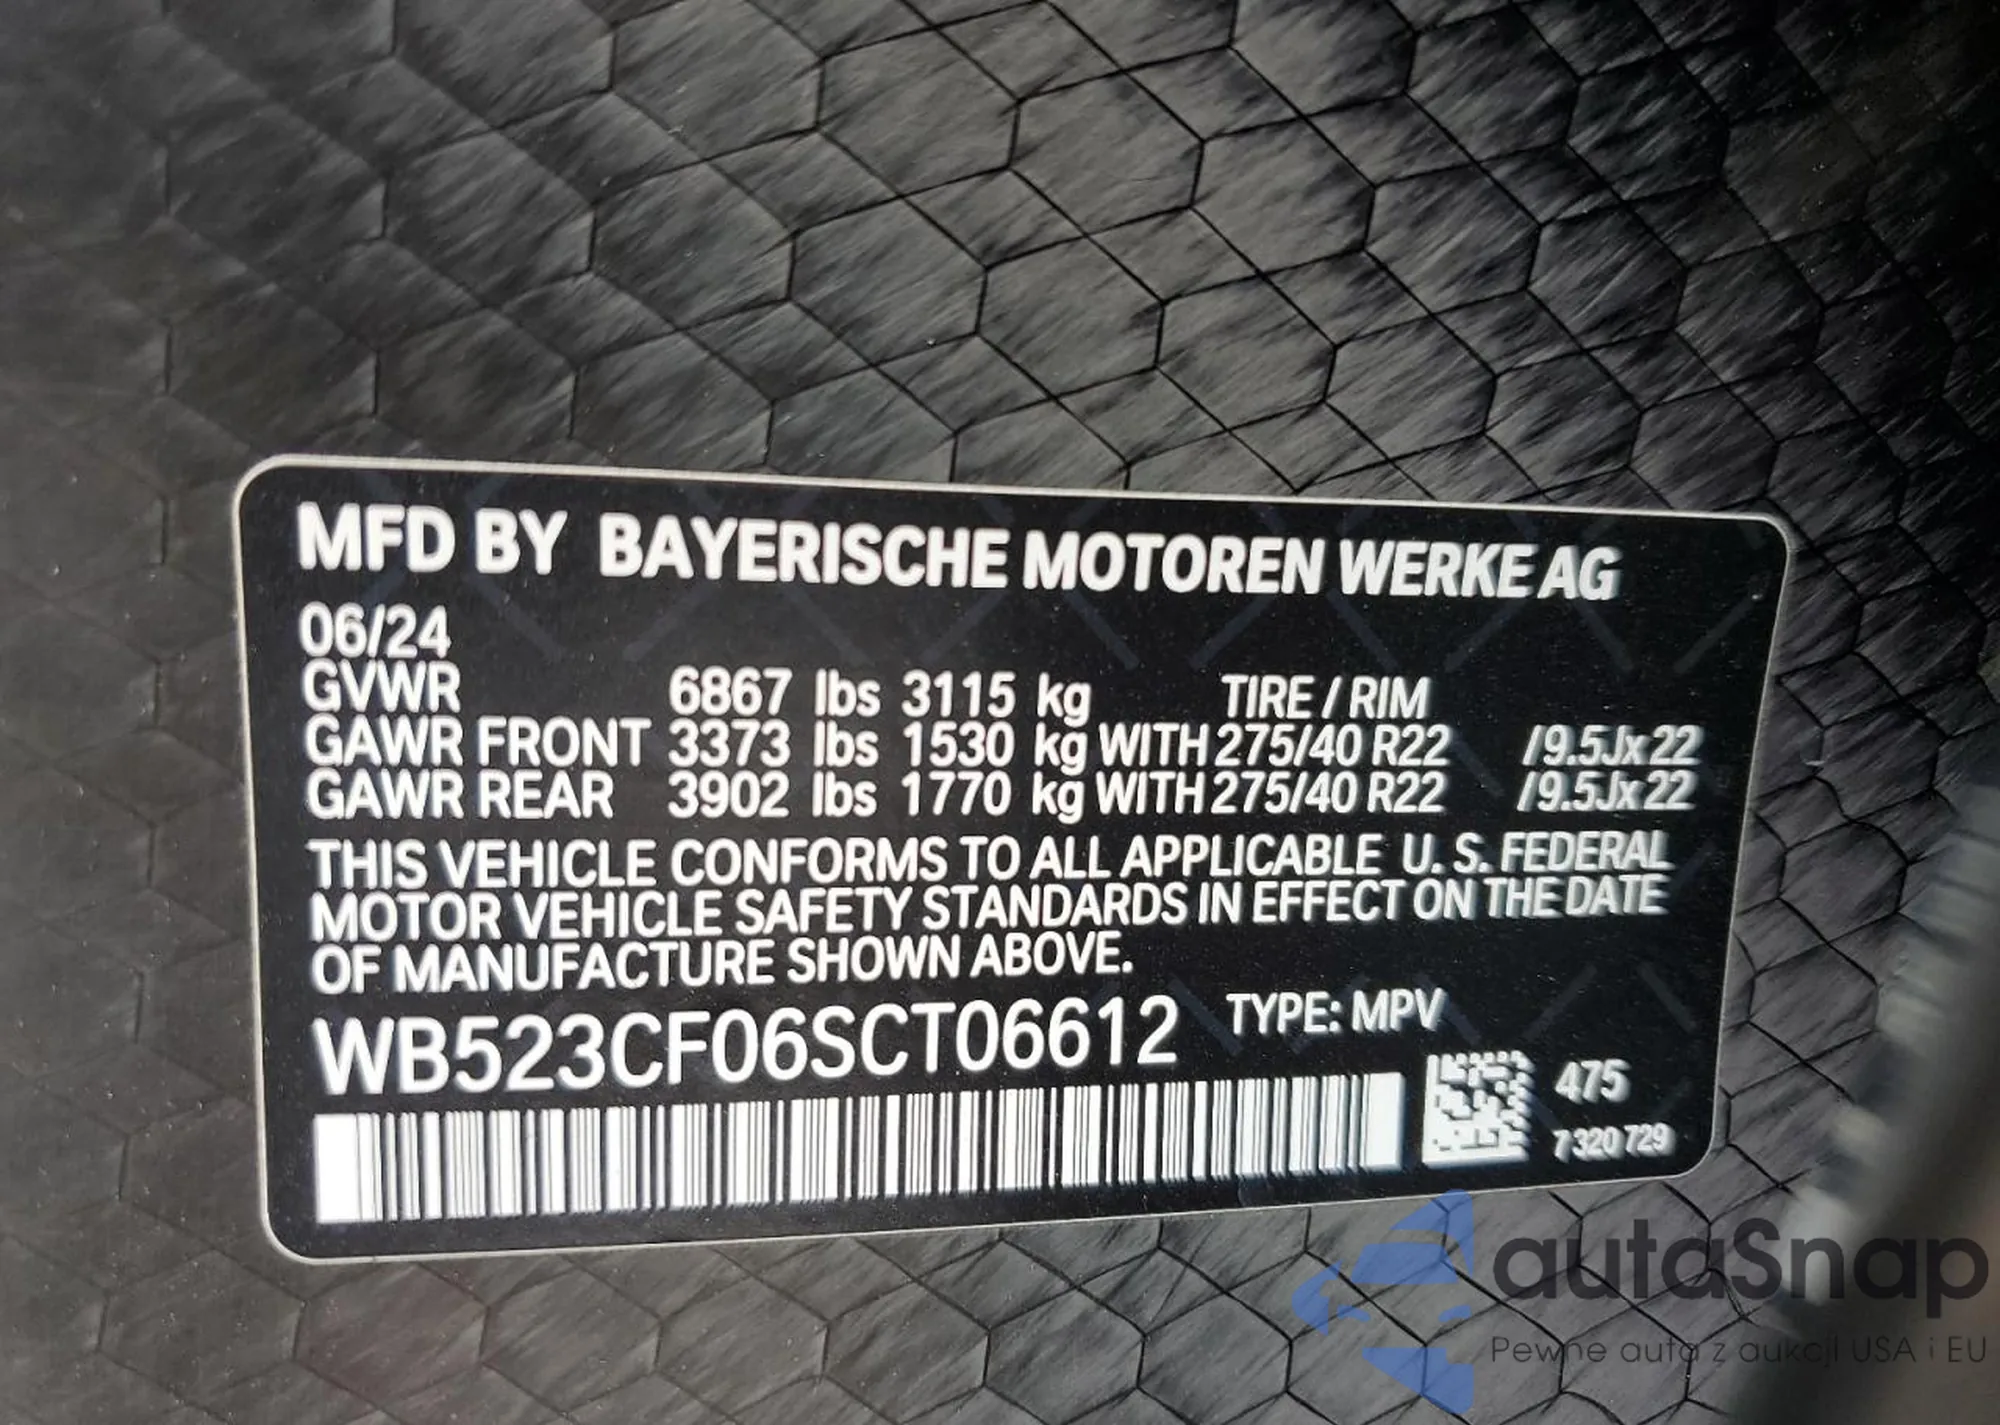 MFD BY BAYERISCHE MOTOREN WERKE AG
06/24
GVWR 6867 lbs 3115 kg TIRE / RIM
GAWR FRONT 3373 lbs 1530 kg WITH 275/40 R22 /9.5Jx22
GAWR REAR 3902 lbs 1770 kg WITH 275/40 R22 /9.5Jx22
THIS VEHICLE CONFORMS TO ALL APPLICABLE U. S. FEDERAL
MOTOR VEHICLE SAFETY STANDARDS IN EFFECT ON THE DATE
OF MANUFACTURE SHOWN ABOVE.
WB523CF06SCT06612 TYPE: MPV
475
7 320 729
autaSnap
Pewne auta z aukcji USA i EU